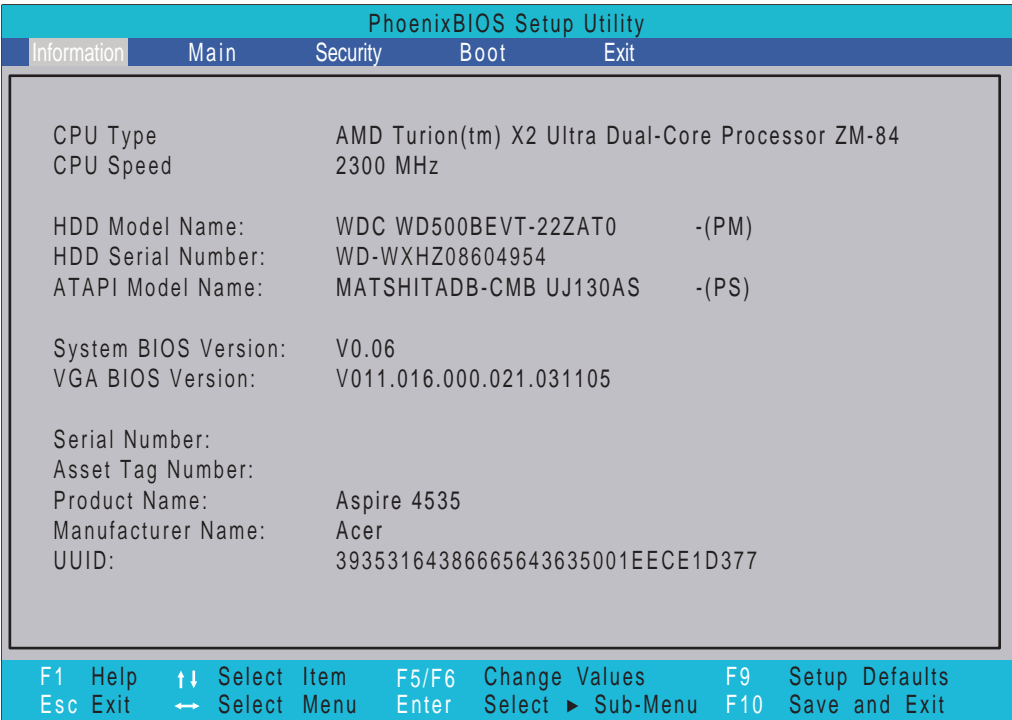 PhoenixBIOS Setup Utility
Information Main Security Boot Exit
CPU Type AMD Turion(tm) X2 Ultra Dual-Core Processor ZM-84
CPU Speed 2300 MHz
HDD Model Name: WDC WD500BEVT-22ZAT0 -(PM)
HDD Serial Number: WD-WXHZ08604954
ATAPI Model Name: MATSHITADB-CMB UJ130AS -(PS)
System BIOS Version: V0.06
VGA BIOS Version: V011.016.000.021.031105
Serial Number:
Asset Tag Number:
Product Name: Aspire 4535
Manufacturer Name: Acer
UUID: 39353164386665643635001EECE1D377
F1 Help ↑↓ Select Item F5/F6 Change Values F9 Setup Defaults
Esc Exit ↔ Select Menu Enter Select ► Sub-Menu F10 Save and Exit